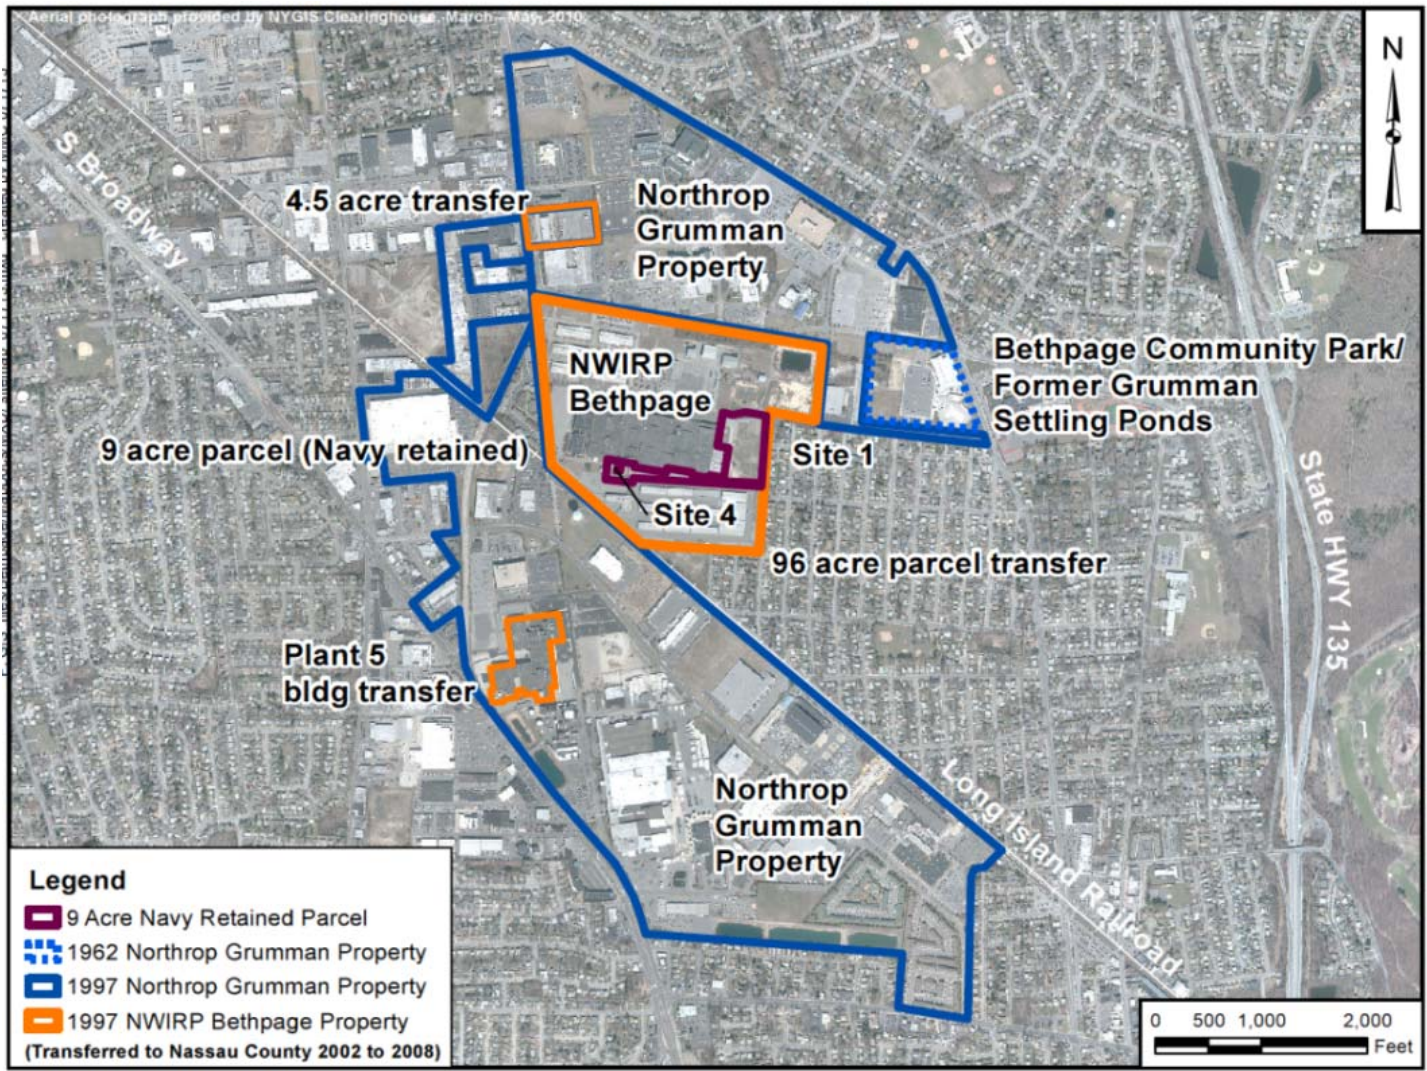 Aerial photograph provided by NYGIS Clearinghouse, March - May, 2010.
N
S Broadway
4.5 acre transfer
Northrop
Grumman
Property
NWIRP
Bethpage
Bethpage Community Park/
Former Grumman
Settling Ponds
9 acre parcel (Navy retained)
Site 1
Site 4
State HWY 135
96 acre parcel transfer
Plant 5
bldg transfer
Northrop
Grumman
Property
Long Island Railroad
Legend
9 Acre Navy Retained Parcel
1962 Northrop Grumman Property
1997 Northrop Grumman Property
1997 NWIRP Bethpage Property
(Transferred to Nassau County 2002 to 2008)
0 500 1,000 2,000
Feet